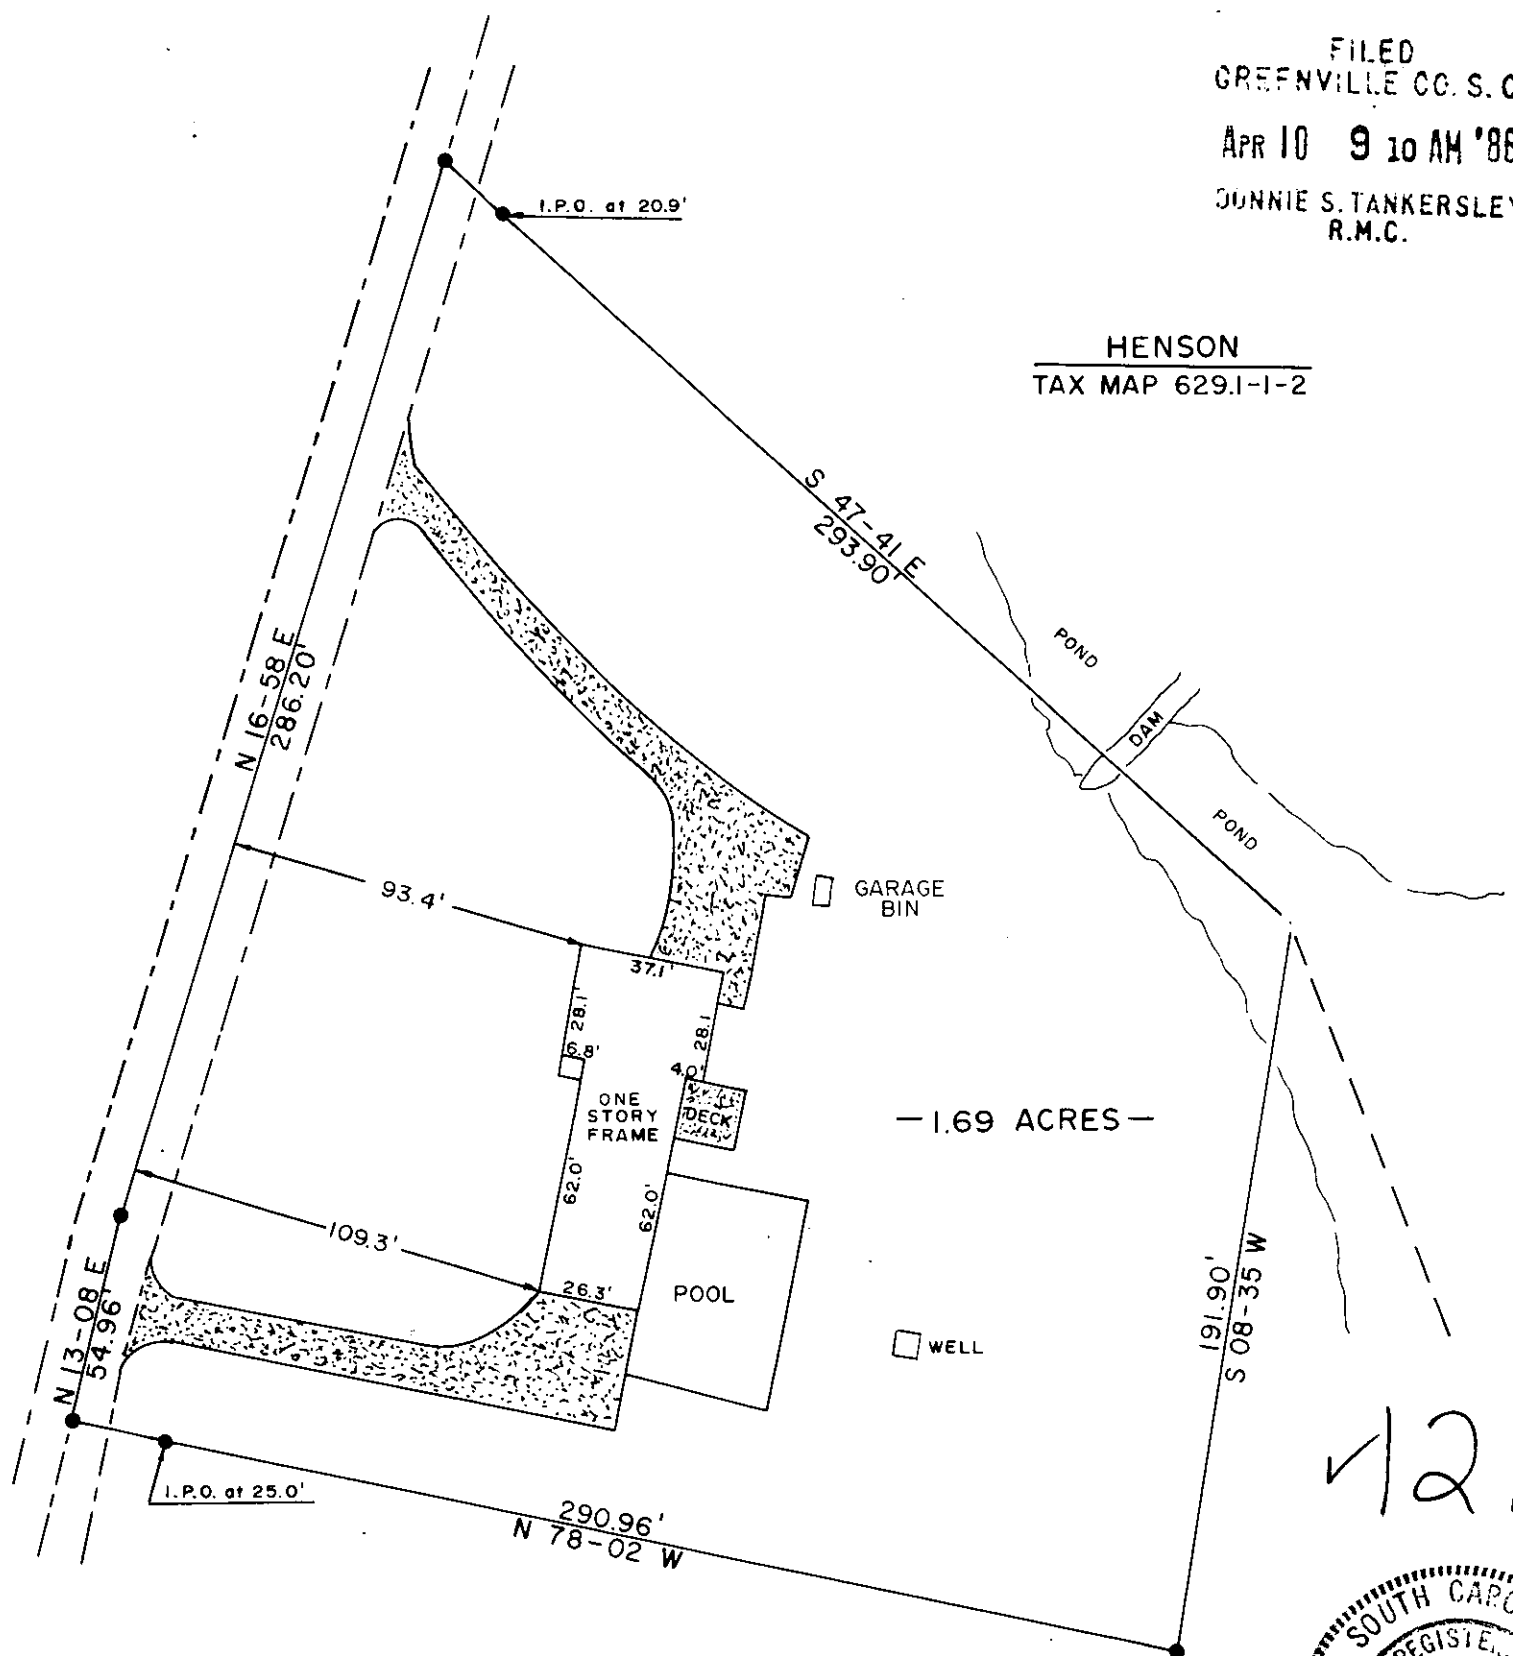 FILED
GREENVILLE CO. S. C
APR 10 9 10 AM '86
DONNIE S. TANKERSLEY
R.M.C.
I.P.O. at 20.9'
HENSON
TAX MAP 629.1-1-2
S 47-41 E
293.90'
POND
DAM
POND
N 16-58 E
286.20'
93.4'
GARAGE
BIN
37.1'
28.1'
28.1
6.8'
4.0'
ONE
STORY
FRAME
DECK
—1.69 ACRES—
62.0'
62.0'
109.3'
26.3'
POOL
WELL
191.90'
S 08-35 W
N 13-08 E
54.96'
I.P.O. at 25.0'
290.96'
N 78-02 W
SOUTH CARO
REGISTE